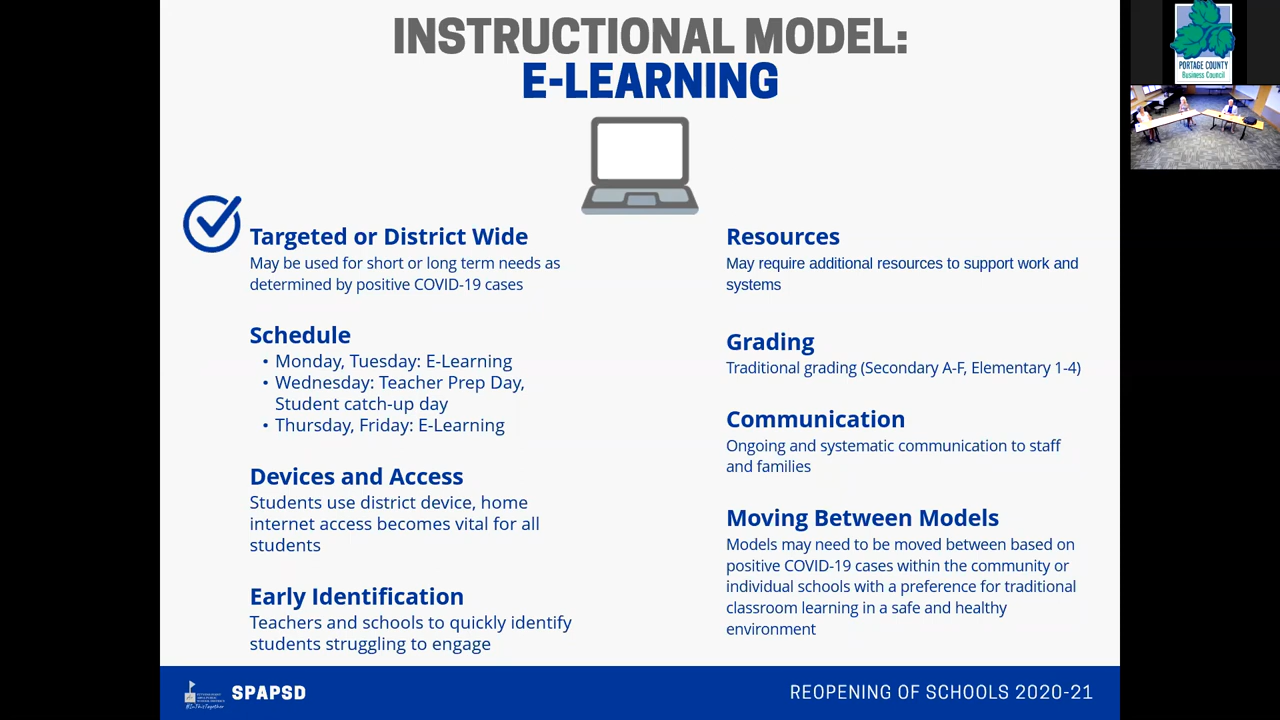 INSTRUCTIONAL MODEL:
E-LEARNING
Targeted or District Wide
May be used for short or long term needs as
determined by positive COVID-19 cases
Schedule
• Monday, Tuesday: E-Learning
• Wednesday: Teacher Prep Day,
Student catch-up day
• Thursday, Friday: E-Learning
Devices and Access
Students use district device, home
internet access becomes vital for all
students
Early Identification
Teachers and schools to quickly identify
students struggling to engage
Resources
May require additional resources to support work and
systems
Grading
Traditional grading (Secondary A-F, Elementary 1-4)
Communication
Ongoing and systematic communication to staff
and families
Moving Between Models
Models may need to be moved between based on
positive COVID-19 cases within the community or
individual schools with a preference for traditional
classroom learning in a safe and healthy
environment
#InThisTogether
SPAPSD
REOPENING OF SCHOOLS 2020-21
PORTAGE COUNTY
Business Council